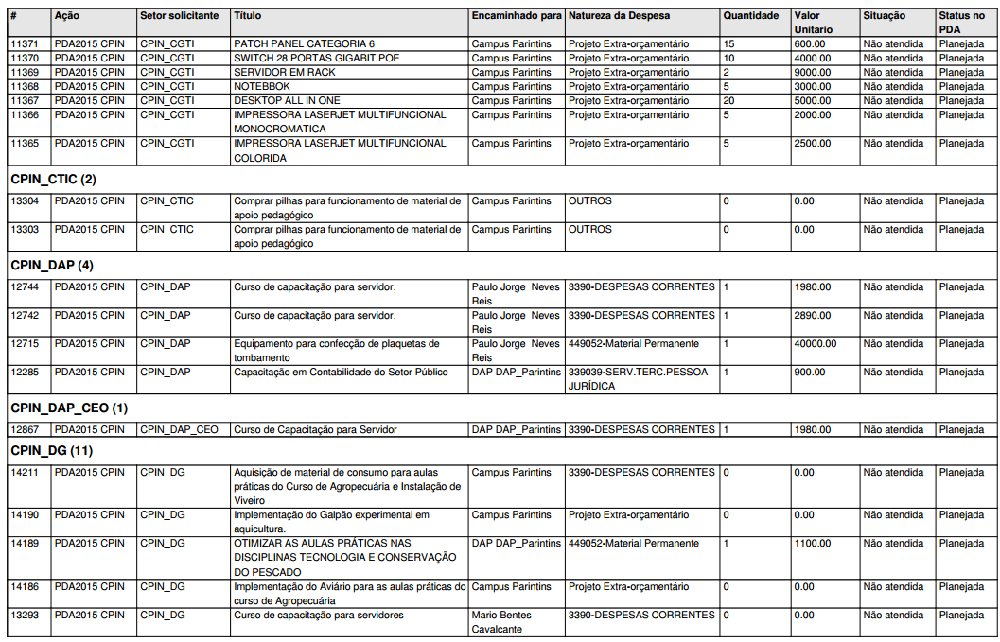 # Ação Setor solicitante Título Encaminhado para Natureza da Despesa Quantidade Valor Situação Status no
Unitario PDA
11371 PDA2015 CPIN CPIN_CGTI PATCH PANEL CATEGORIA 6 Campus Parintins Projeto Extra-orçamentário 15 600.00 Não atendida Planejada
11370 PDA2015 CPIN CPIN_CGTI SWITCH 28 PORTAS GIGABIT POE Campus Parintins Projeto Extra-orçamentário 10 4000.00 Não atendida Planejada
11369 PDA2015 CPIN CPIN_CGTI SERVIDOR EM RACK Campus Parintins Projeto Extra-orçamentário 2 9000.00 Não atendida Planejada
11368 PDA2015 CPIN CPIN_CGTI NOTEBBOK Campus Parintins Projeto Extra-orçamentário 5 3000.00 Não atendida Planejada
11367 PDA2015 CPIN CPIN_CGTI DESKTOP ALL IN ONE Campus Parintins Projeto Extra-orçamentário 20 5000.00 Não atendida Planejada
11366 PDA2015 CPIN CPIN_CGTI IMPRESSORA LASERJET MULTIFUNCIONAL Campus Parintins Projeto Extra-orçamentário 5 2000.00 Não atendida Planejada
MONOCROMATICA
11365 PDA2015 CPIN CPIN_CGTI IMPRESSORA LASERJET MULTIFUNCIONAL Campus Parintins Projeto Extra-orçamentário 5 2500.00 Não atendida Planejada
COLORIDA
CPIN_CTIC (2)
13304 PDA2015 CPIN CPIN_CTIC Comprar pilhas para funcionamento de material de Campus Parintins OUTROS 0 0.00 Não atendida Planejada
apoio pedagógico
13303 PDA2015 CPIN CPIN_CTIC Comprar pilhas para funcionamento de material de Campus Parintins OUTROS 0 0.00 Não atendida Planejada
apoio pedagógico
CPIN_DAP (4)
12744 PDA2015 CPIN CPIN_DAP Curso de capacitação para servidor. Paulo Jorge Neves 3390-DESPESAS CORRENTES 1 1980.00 Não atendida Planejada
Reis
12742 PDA2015 CPIN CPIN_DAP Curso de capacitação para servidor. Paulo Jorge Neves 3390-DESPESAS CORRENTES 1 2890.00 Não atendida Planejada
Reis
12715 PDA2015 CPIN CPIN_DAP Equipamento para confecção de plaquetas de Paulo Jorge Neves 449052-Material Permanente 1 40000.00 Não atendida Planejada
tombamento Reis
12285 PDA2015 CPIN CPIN_DAP Capacitação em Contabilidade do Setor Público DAP DAP_Parintins 339039-SERV.TERC.PESSOA 1 900.00 Não atendida Planejada
JURÍDICA
CPIN_DAP_CEO (1)
12867 PDA2015 CPIN CPIN_DAP_CEO Curso de Capacitação para Servidor DAP DAP_Parintins 3390-DESPESAS CORRENTES 1 1980.00 Não atendida Planejada
CPIN_DG (11)
14211 PDA2015 CPIN CPIN_DG Aquisição de material de consumo para aulas Campus Parintins 3390-DESPESAS CORRENTES 0 0.00 Não atendida Planejada
práticas do Curso de Agropecuária e Instalação de
Viveiro
14190 PDA2015 CPIN CPIN_DG Implementação do Galpão experimental em Campus Parintins Projeto Extra-orçamentário 0 0.00 Não atendida Planejada
aquicultura.
14189 PDA2015 CPIN CPIN_DG OTIMIZAR AS AULAS PRÁTICAS NAS DAP DAP_Parintins 449052-Material Permanente 1 1100.00 Não atendida Planejada
DISCIPLINAS TECNOLOGIA E CONSERVAÇÃO
DO PESCADO
14186 PDA2015 CPIN CPIN_DG Implementação do Aviário para as aulas práticas do Campus Parintins Projeto Extra-orçamentário 0 0.00 Não atendida Planejada
curso de Agropecuária
13293 PDA2015 CPIN CPIN_DG Curso de capacitação para servidores Mario Bentes 3390-DESPESAS CORRENTES 0 0.00 Não atendida Planejada
Cavalcante